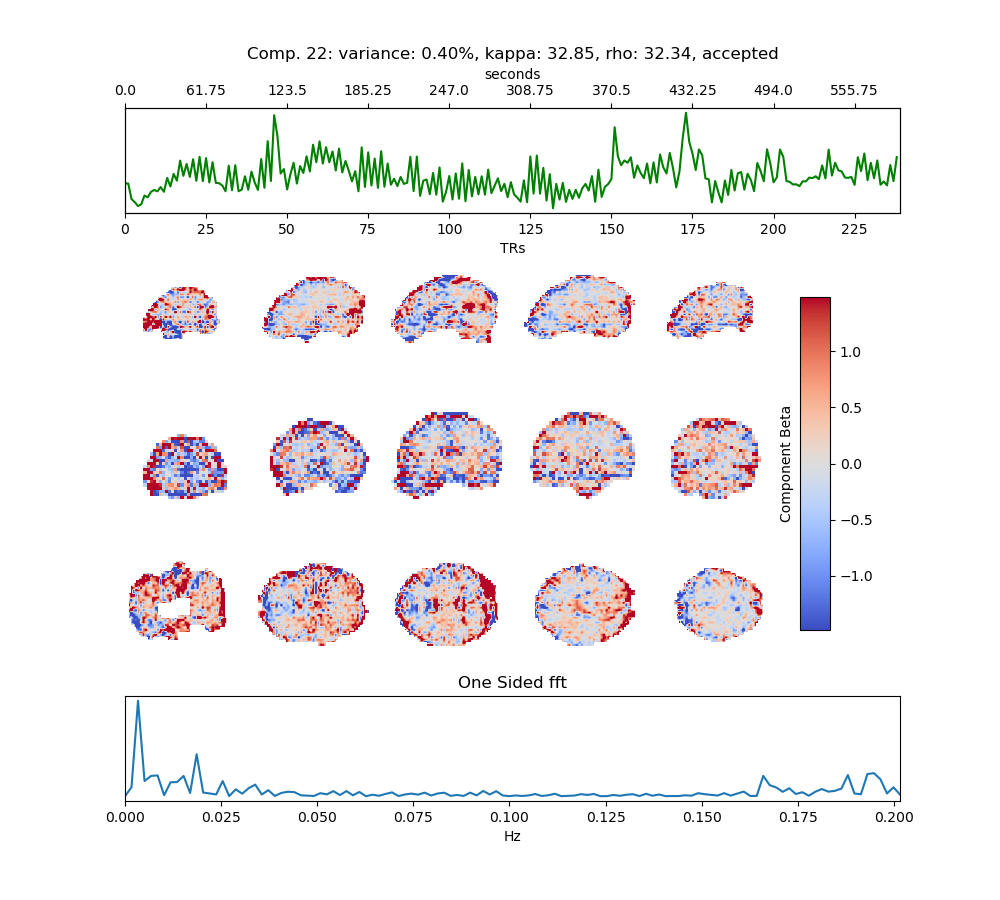 Comp. 22: variance: 0.40%, kappa: 32.85, rho: 32.34, accepted
seconds
0.0 61.75 123.5 185.25 247.0 308.75 370.5 432.25 494.0 555.75
0 25 50 75 100 125 150 175 200 225
TRs
1.0
0.5
0.0
−0.5
−1.0
Component Beta
One Sided fft
0.000 0.025 0.050 0.075 0.100 0.125 0.150 0.175 0.200
Hz